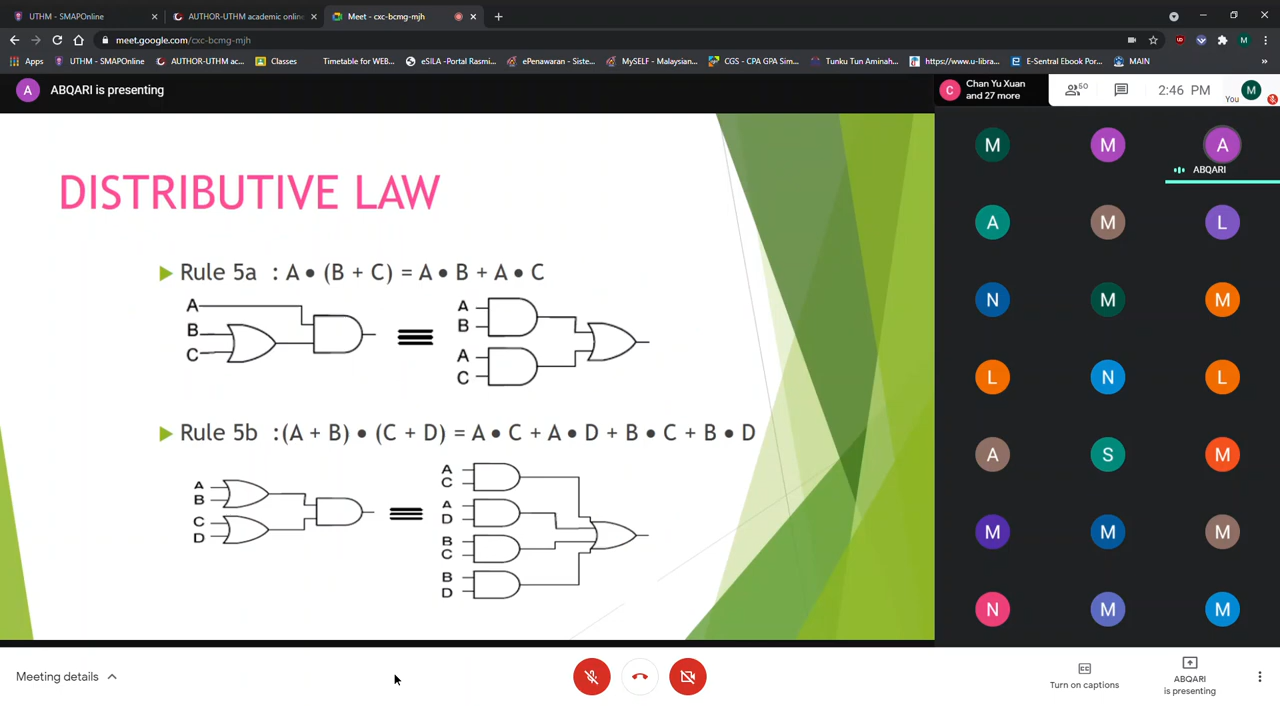 UTHM - SMAPOnline
AUTHOR-UTHM academic online
Meet - cxc-bcmg-mjh
meet.google.com/cxc-bcmg-mjh
M
Apps
UTHM - SMAPOnline
AUTHOR-UTHM ac...
Classes
Timetable for WEB...
eSILA -Portal Rasmi...
ePenawaran - Siste...
MySELF - Malaysian...
CGS - CPA GPA Sim...
Tunku Tun Aminah...
https://www.u-libra...
E-Sentral Ebook Por...
MAIN
A
ABQARI is presenting
C
Chan Yu Xuan
and 27 more
50
2:46 PM
You
M
DISTRIBUTIVE LAW
Rule 5a : A • (B + C) = A • B + A • C
A
B
C
A
B
A
C
Rule 5b :(A + B) • (C + D) = A • C + A • D + B • C + B • D
A
B
C
D
A
C
A
D
B
C
B
D
M M A
ABQARI
A M L
N M M
L N L
A S M
M M M
N M M
Meeting details
Turn on captions
ABQARI
is presenting